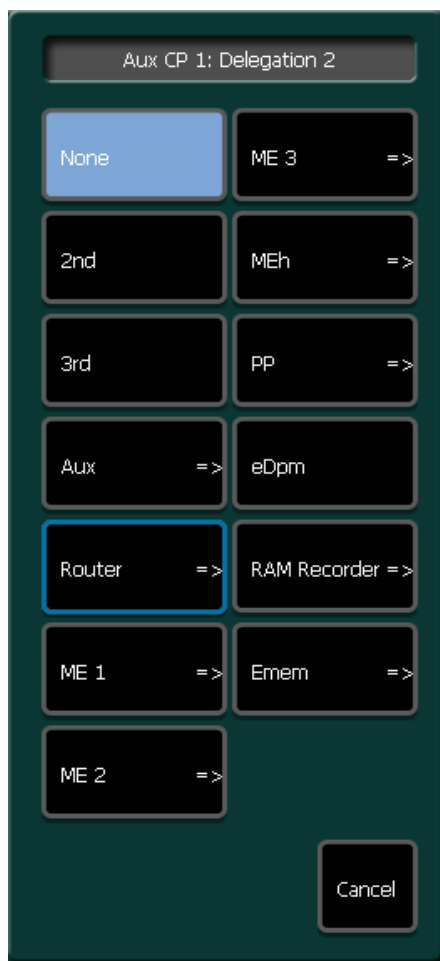 Aux CP 1: Delegation 2
None
ME 3 =>
2nd
MEh =>
3rd
PP =>
Aux =>
eDpm
Router =>
RAM Recorder =>
ME 1 =>
Emem =>
ME 2 =>
Cancel